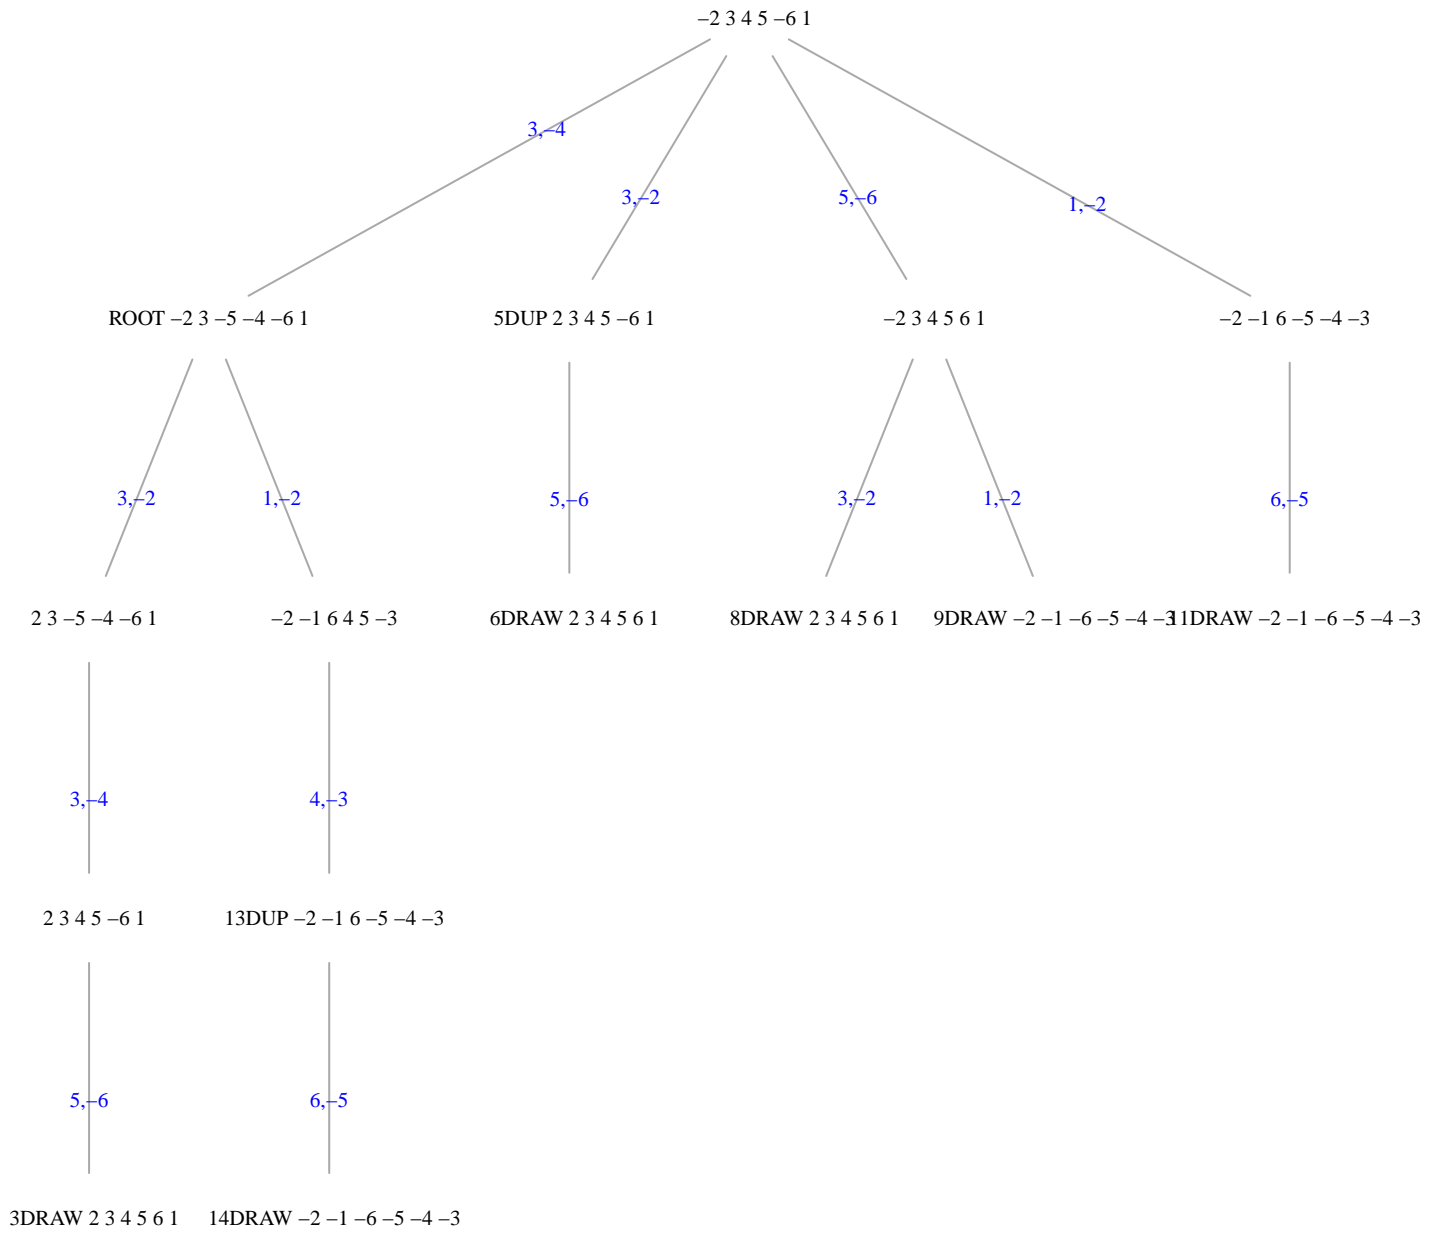 –2 3 4 5 –6 1
3,–4
3,–2
5,–6
1,–2
ROOT –2 3 –5 –4 –6 1
5DUP 2 3 4 5 –6 1
–2 3 4 5 6 1
–2 –1 6 –5 –4 –3
3,–2
1,–2
5,–6
3,–2
1,–2
6,–5
2 3 –5 –4 –6 1
–2 –1 6 4 5 –3
6DRAW 2 3 4 5 6 1
8DRAW 2 3 4 5 6 1
9DRAW –2 –1 –6 –5 –4 –3
11DRAW –2 –1 –6 –5 –4 –3
3,–4
4,–3
2 3 4 5 –6 1
13DUP –2 –1 6 –5 –4 –3
5,–6
6,–5
3DRAW 2 3 4 5 6 1
14DRAW –2 –1 –6 –5 –4 –3